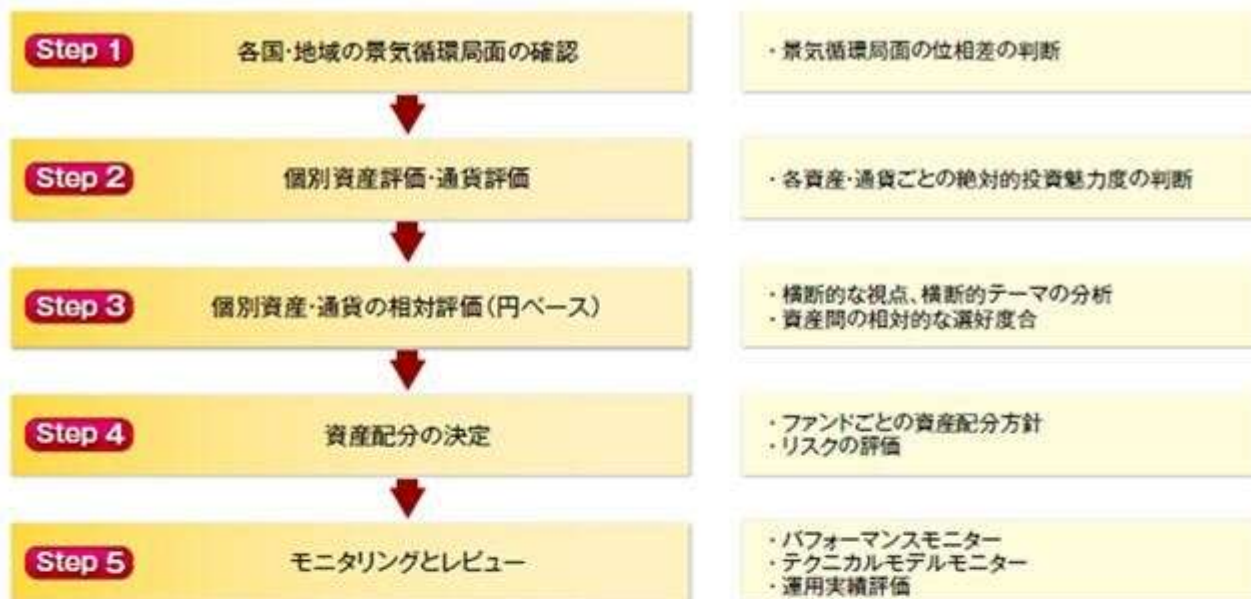 Step 1
各国・地域の景気循環局面の確認
・景気循環局面の位相差の判断
Step 2
個別資産評価・通貨評価
・各資産・通貨ごとの絶対的投資魅力度の判断
Step 3
個別資産・通貨の相対評価(円ベース)
・横断的な視点、横断的テーマの分析
・資産間の相対的な選好度合
Step 4
資産配分の決定
・ファンドごとの資産配分方針
・リスクの評価
Step 5
モニタリングとレビュー
・パフォーマンスモニター
・テクニカルモデルモニター
・運用実績評価